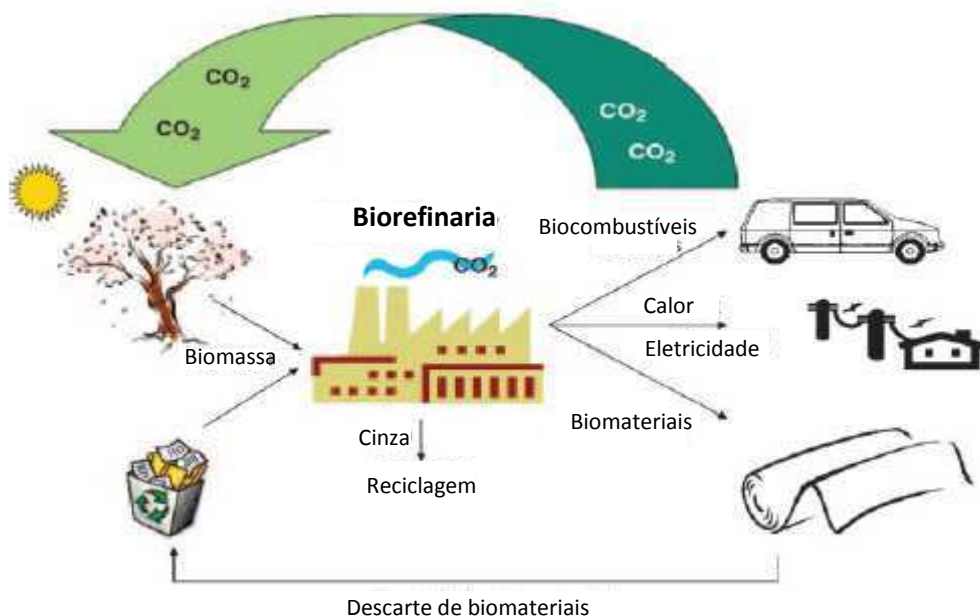 CO₂
CO₂
CO₂
CO₂
Biorefinaria
CO₂
Biocombustíveis
Calor
Eletricidade
Biomassa
Biomateriais
Cinza
Reciclagem
Descarte de biomateriais